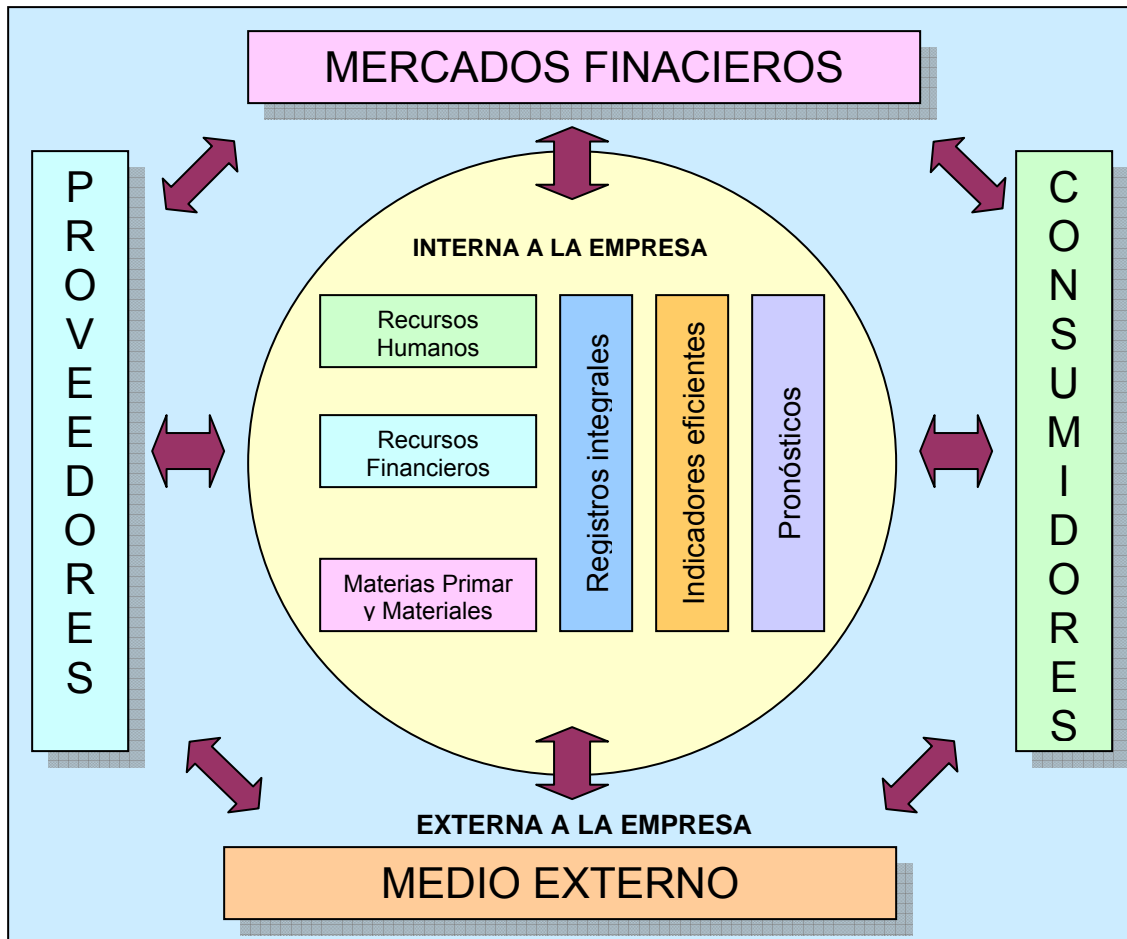 MERCADOS FINACIEROS
PROVEEDORES
INTERNA A LA EMPRESA
Recursos
Humanos
Recursos
Financieros
Materias Primar
y Materiales
Registros integrales
Indicadores eficientes
Pronósticos
CONSUMIDORES
EXTERNA A LA EMPRESA
MEDIO EXTERNO